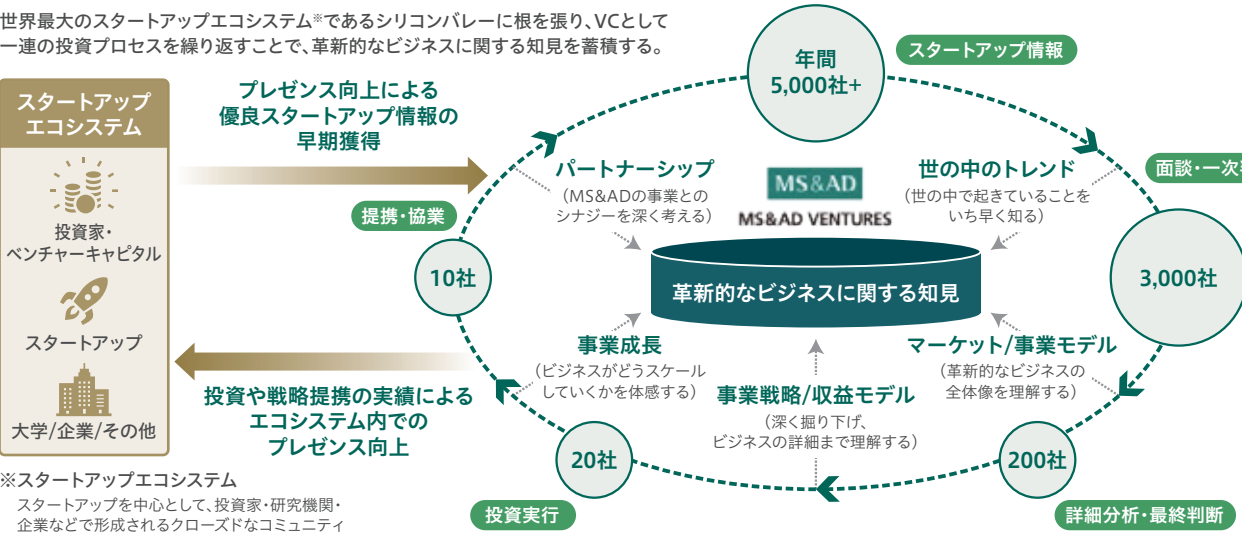 世界最大のスタートアップエコシステム※であるシリコンバレーに根を張り、VCとして
一連の投資プロセスを繰り返すことで、革新的なビジネスに関する知見を蓄積する。
スタートアップ
エコシステム
投資家・
ベンチャーキャピタル
スタートアップ
大学/企業/その他
※スタートアップエコシステム
スタートアップを中心として、投資家・研究機関・
企業などで形成されるクローズドなコミュニティ
プレゼンス向上による
優良スタートアップ情報の
早期獲得
投資や戦略提携の実績による
エコシステム内での
プレゼンス向上
年間
5,000社+
スタートアップ情報
面談・一次
3,000社
200社
詳細分析・最終判断
20社
投資実行
10社
提携・協業
パートナーシップ
（MS&ADの事業との
シナジーを深く考える）
MS&AD
MS&AD VENTURES
世の中のトレンド
（世の中で起きていることを
いち早く知る）
革新的なビジネスに関する知見
事業成長
（ビジネスがどうスケール
していくかを体感する）
事業戦略/収益モデル
（深く掘り下げ、
ビジネスの詳細まで理解する）
マーケット/事業モデル
（革新的なビジネスの
全体像を理解する）